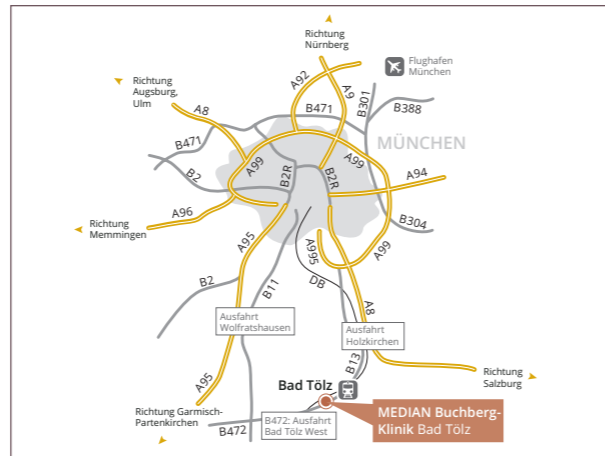 Richtung
Nürnberg
Flughafen
München
Richtung
Augsburg,
Ulm
A92
A9
B301
B388
A8
B471
B471
MÜNCHEN
A99
A99
B2
B2R
B2R
A94
A96
Richtung
Memmingen
B304
A95
A995
A99
B2
B11
DB
A8
Ausfahrt
Wolfratshausen
Ausfahrt
Holzkirchen
B13
A95
Bad Tölz
Richtung
Salzburg
Richtung Garmisch-
Partenkirchen
B472
B472: Ausfahrt
Bad Tölz West
MEDIAN Buchberg-
Klinik Bad Tölz